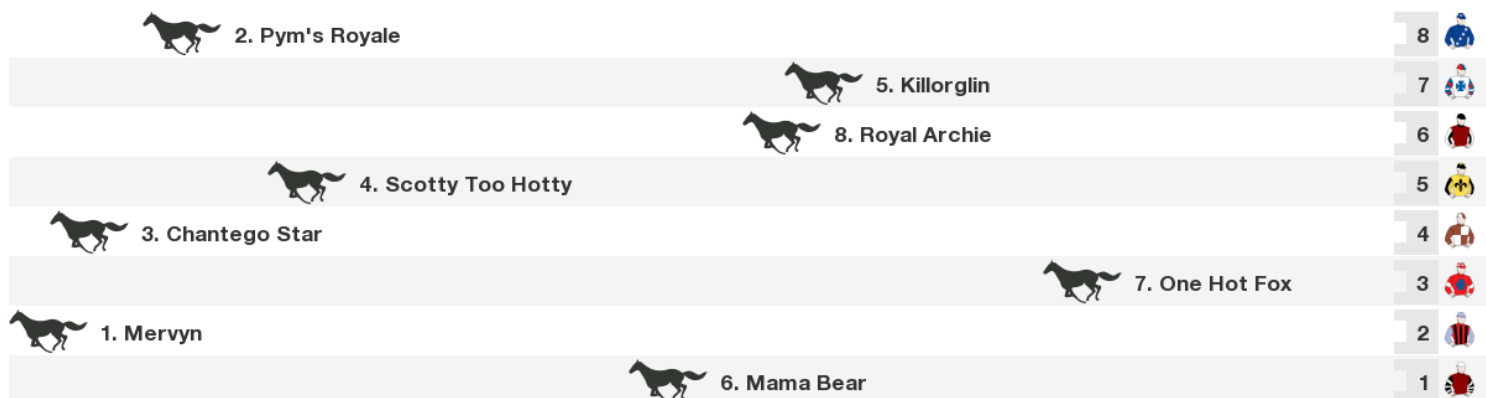 2. Pym's Royale 8
5. Killorglin 7
8. Royal Archie 6
4. Scotty Too Hotty 5
3. Chantego Star 4
7. One Hot Fox 3
1. Mervyn 2
6. Mama Bear 1